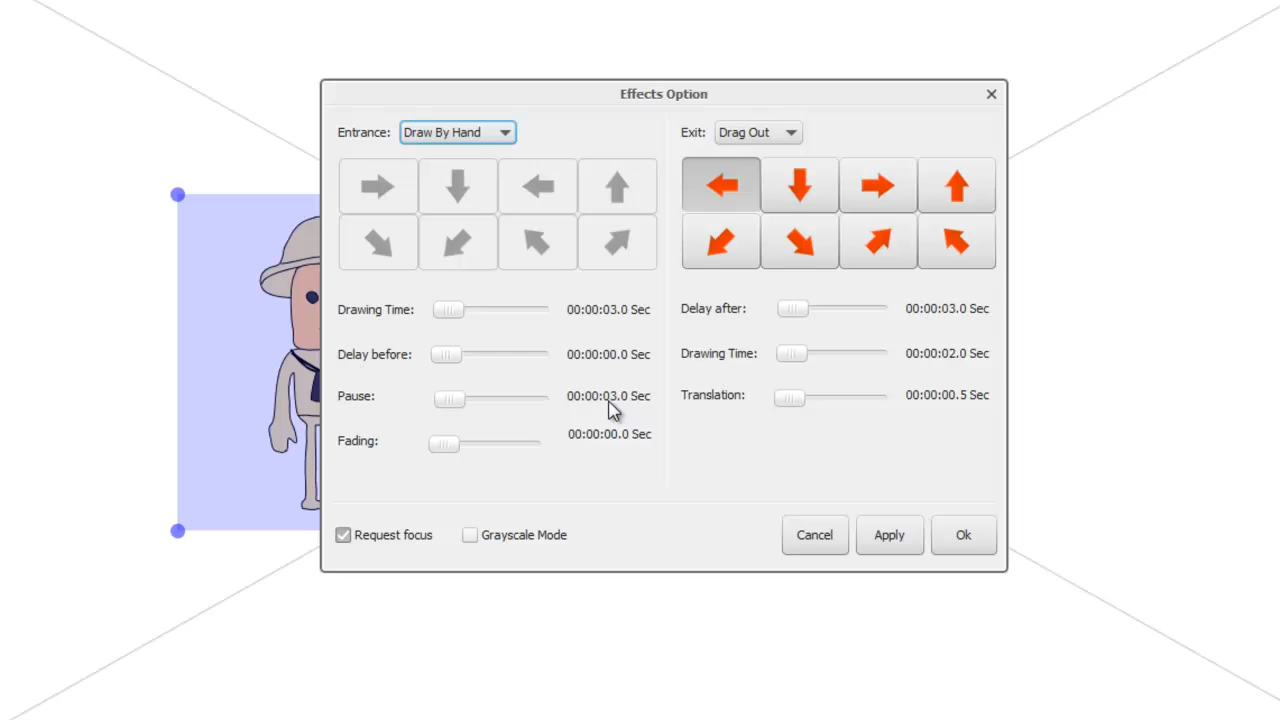 Effects Option
Entrance: Draw By Hand
Exit: Drag Out
Drawing Time: 00:00:03.0 Sec
Delay before: 00:00:00.0 Sec
Pause: 00:00:03.0 Sec
Fading: 00:00:00.0 Sec
Delay after: 00:00:03.0 Sec
Drawing Time: 00:00:02.0 Sec
Translation: 00:00:00.5 Sec
Request focus
Grayscale Mode
Cancel
Apply
Ok